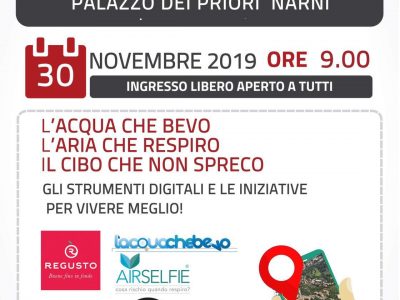 PALAZZO DEI PRIORI NARNI
30
NOVEMBRE 2019 ORE 9.00
INGRESSO LIBERO APERTO A TUTTI
L'ACQUA CHE BEVO
L'ARIA CHE RESPIRO
IL CIBO CHE NON SPRECO
GLI STRUMENTI DIGITALI E LE INIZIATIVE
PER VIVERE MEGLIO!
R
REGUSTO
Buono fino in fondo
l'acquachebevo
AIRSELFIE
cosa rischio quando respiro?